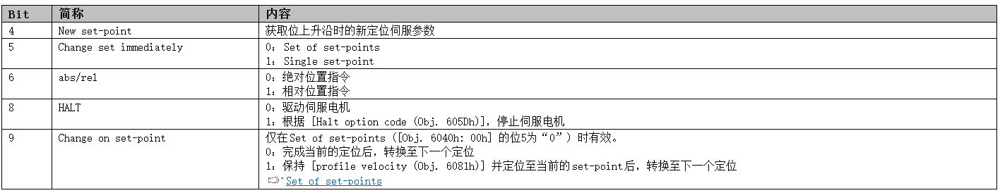 Bit 简称 内容
4 New set-point 获取位上升沿时的新定位伺服参数
5 Change set immediately 0: Set of set-points
1: Single set-point
6 abs/rel 0: 绝对位置指令
1: 相对位置指令
8 HALT 0: 驱动伺服电机
1: 根据 [Halt option code (Obj. 605Dh)], 停止伺服电机
9 Change on set-point 仅在Set of set-points ([Obj. 6040h: 00h] 的位5为“0”) 时有效。
0: 完成当前的定位后, 转换至下一个定位
1: 保持 [profile velocity (Obj. 6081h)] 并定位至当前的set-point后, 转换至下一个定位
☞Set of set-points